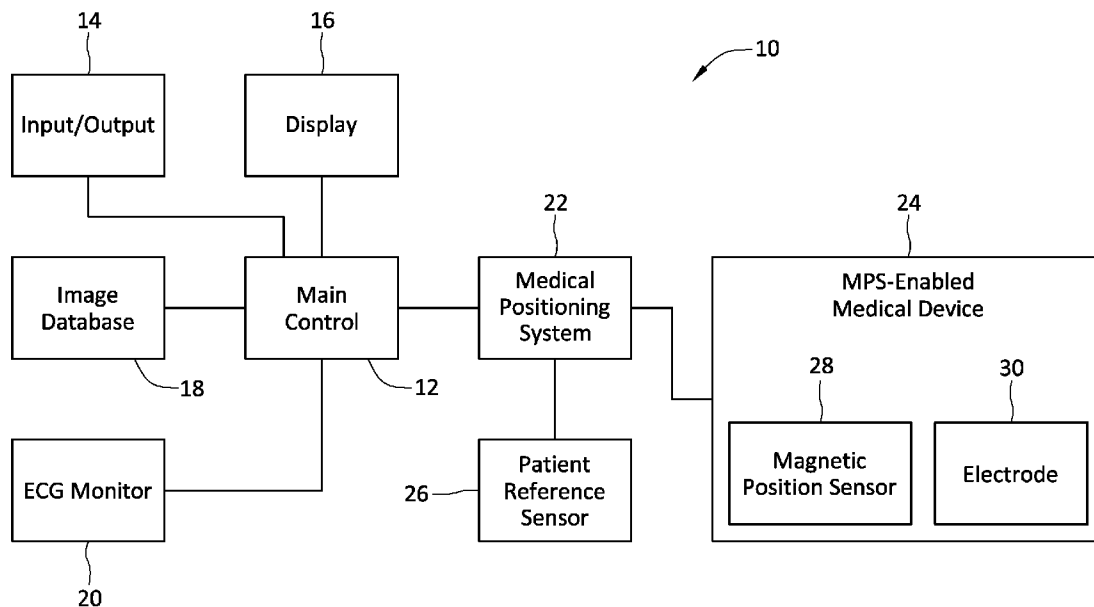 14
16
10
Input/Output
Display
22
24
Image
Database
18
Main
Control
12
Medical
Positioning
System
MPS-Enabled
Medical Device
28
30
ECG Monitor
20
26
Patient
Reference
Sensor
Magnetic
Position Sensor
Electrode